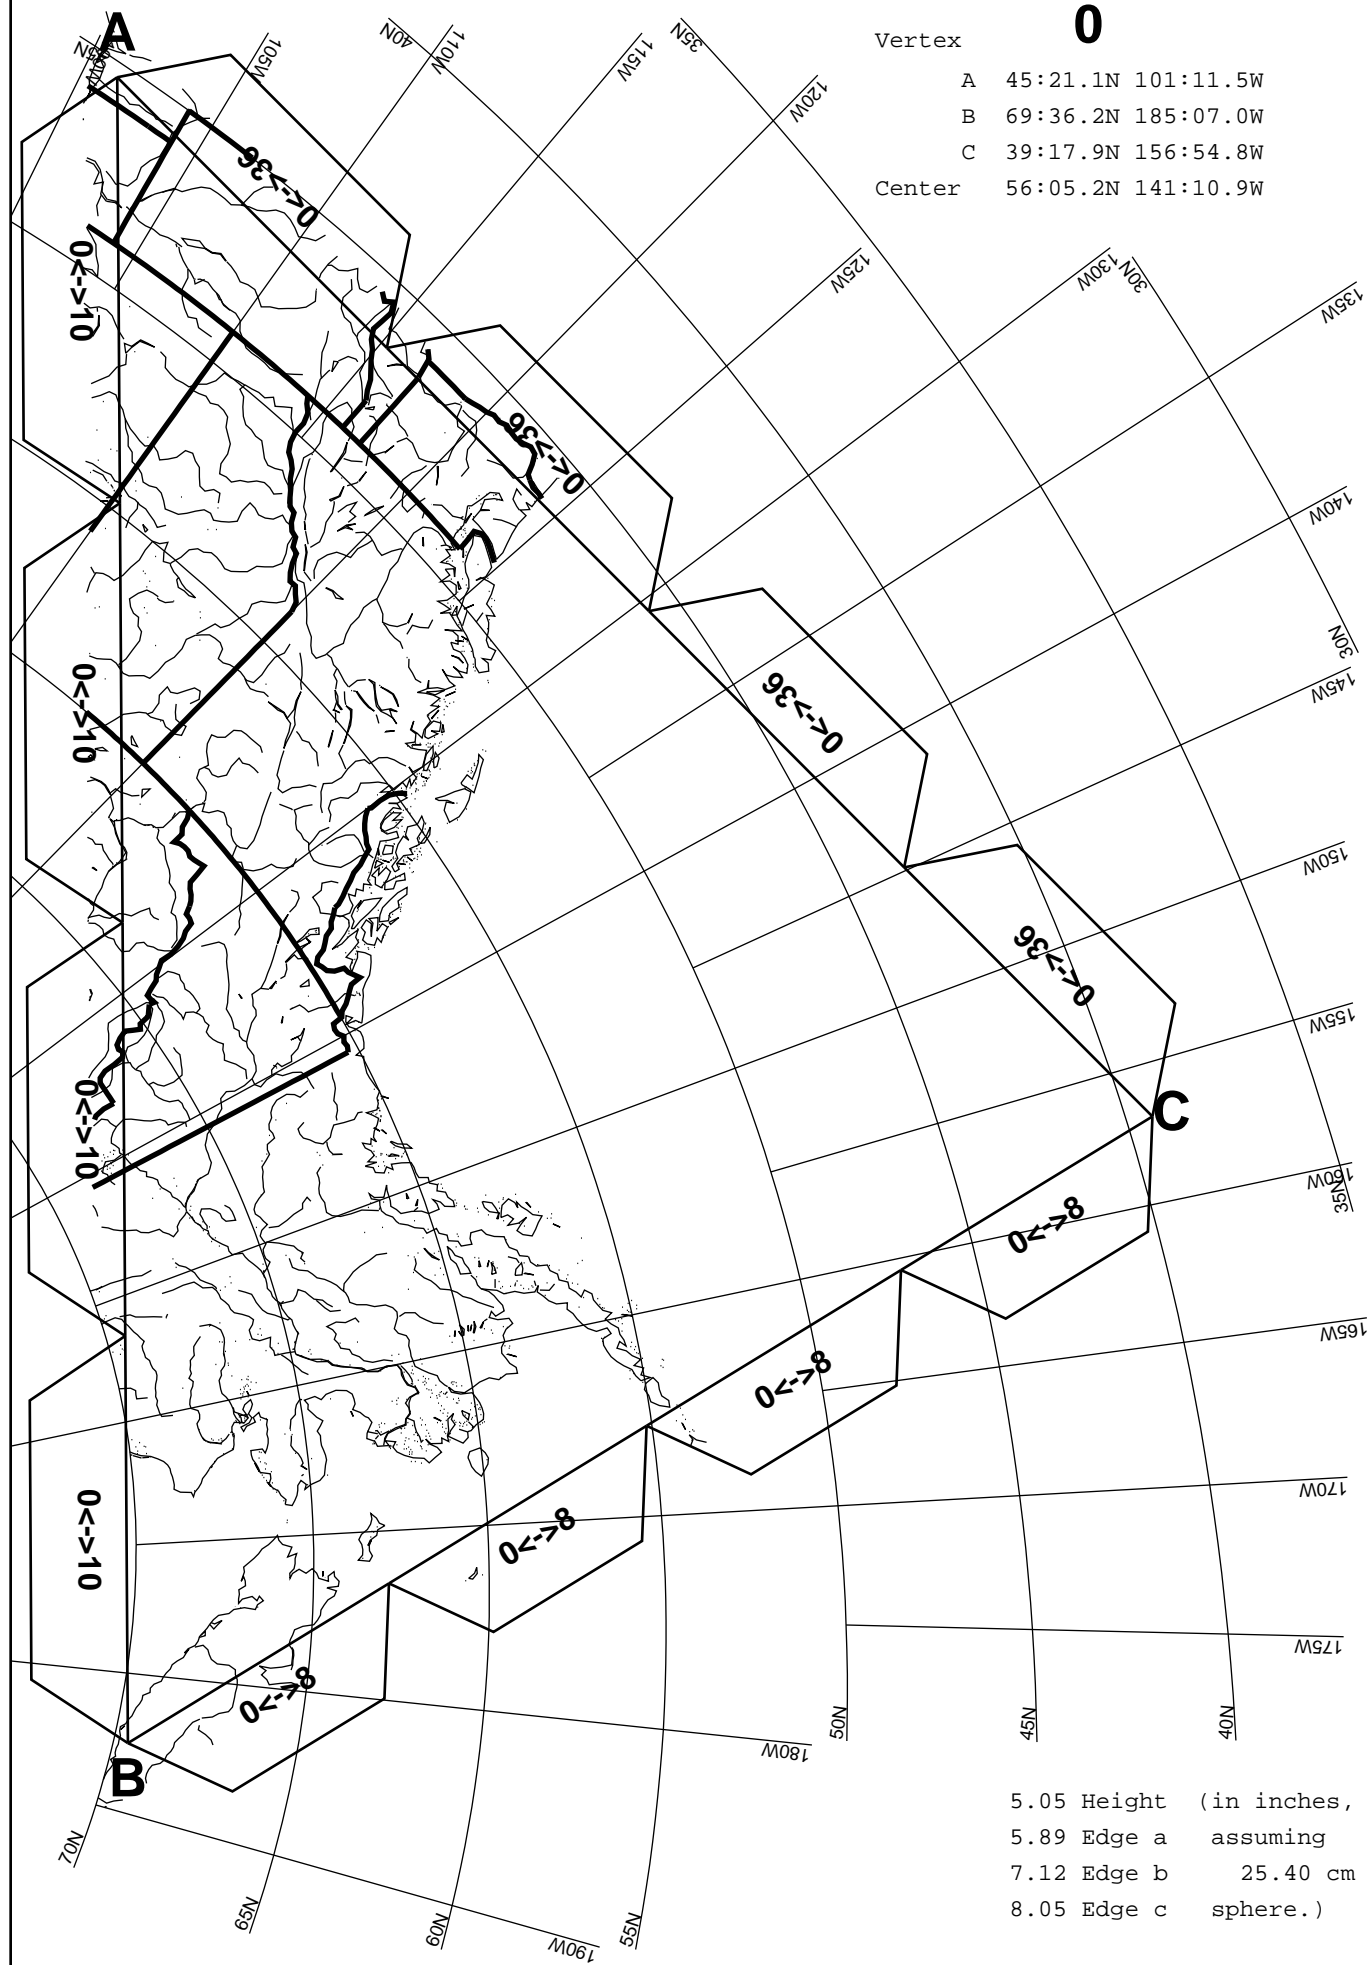 0
Vertex
A 45:21.1N 101:11.5W
B 69:36.2N 185:07.0W
C 39:17.9N 156:54.8W
Center 56:05.2N 141:10.9W
A
45N
105W
40N
110W
115W
35N
120W
125W
130W
30N
135W
140W
30N
145W
150W
155W
160W
35N
165W
170W
175W
180W
190W
0<->36
0<->36
0<->36
0<->36
0<->10
0<->10
0<->10
0<->10
C
0<->8
0<->8
0<->8
0<->8
B
70N
65N
60N
55N
50N
45N
40N
5.05 Height (in inches,
5.89 Edge a assuming
7.12 Edge b 25.40 cm
8.05 Edge c sphere.)